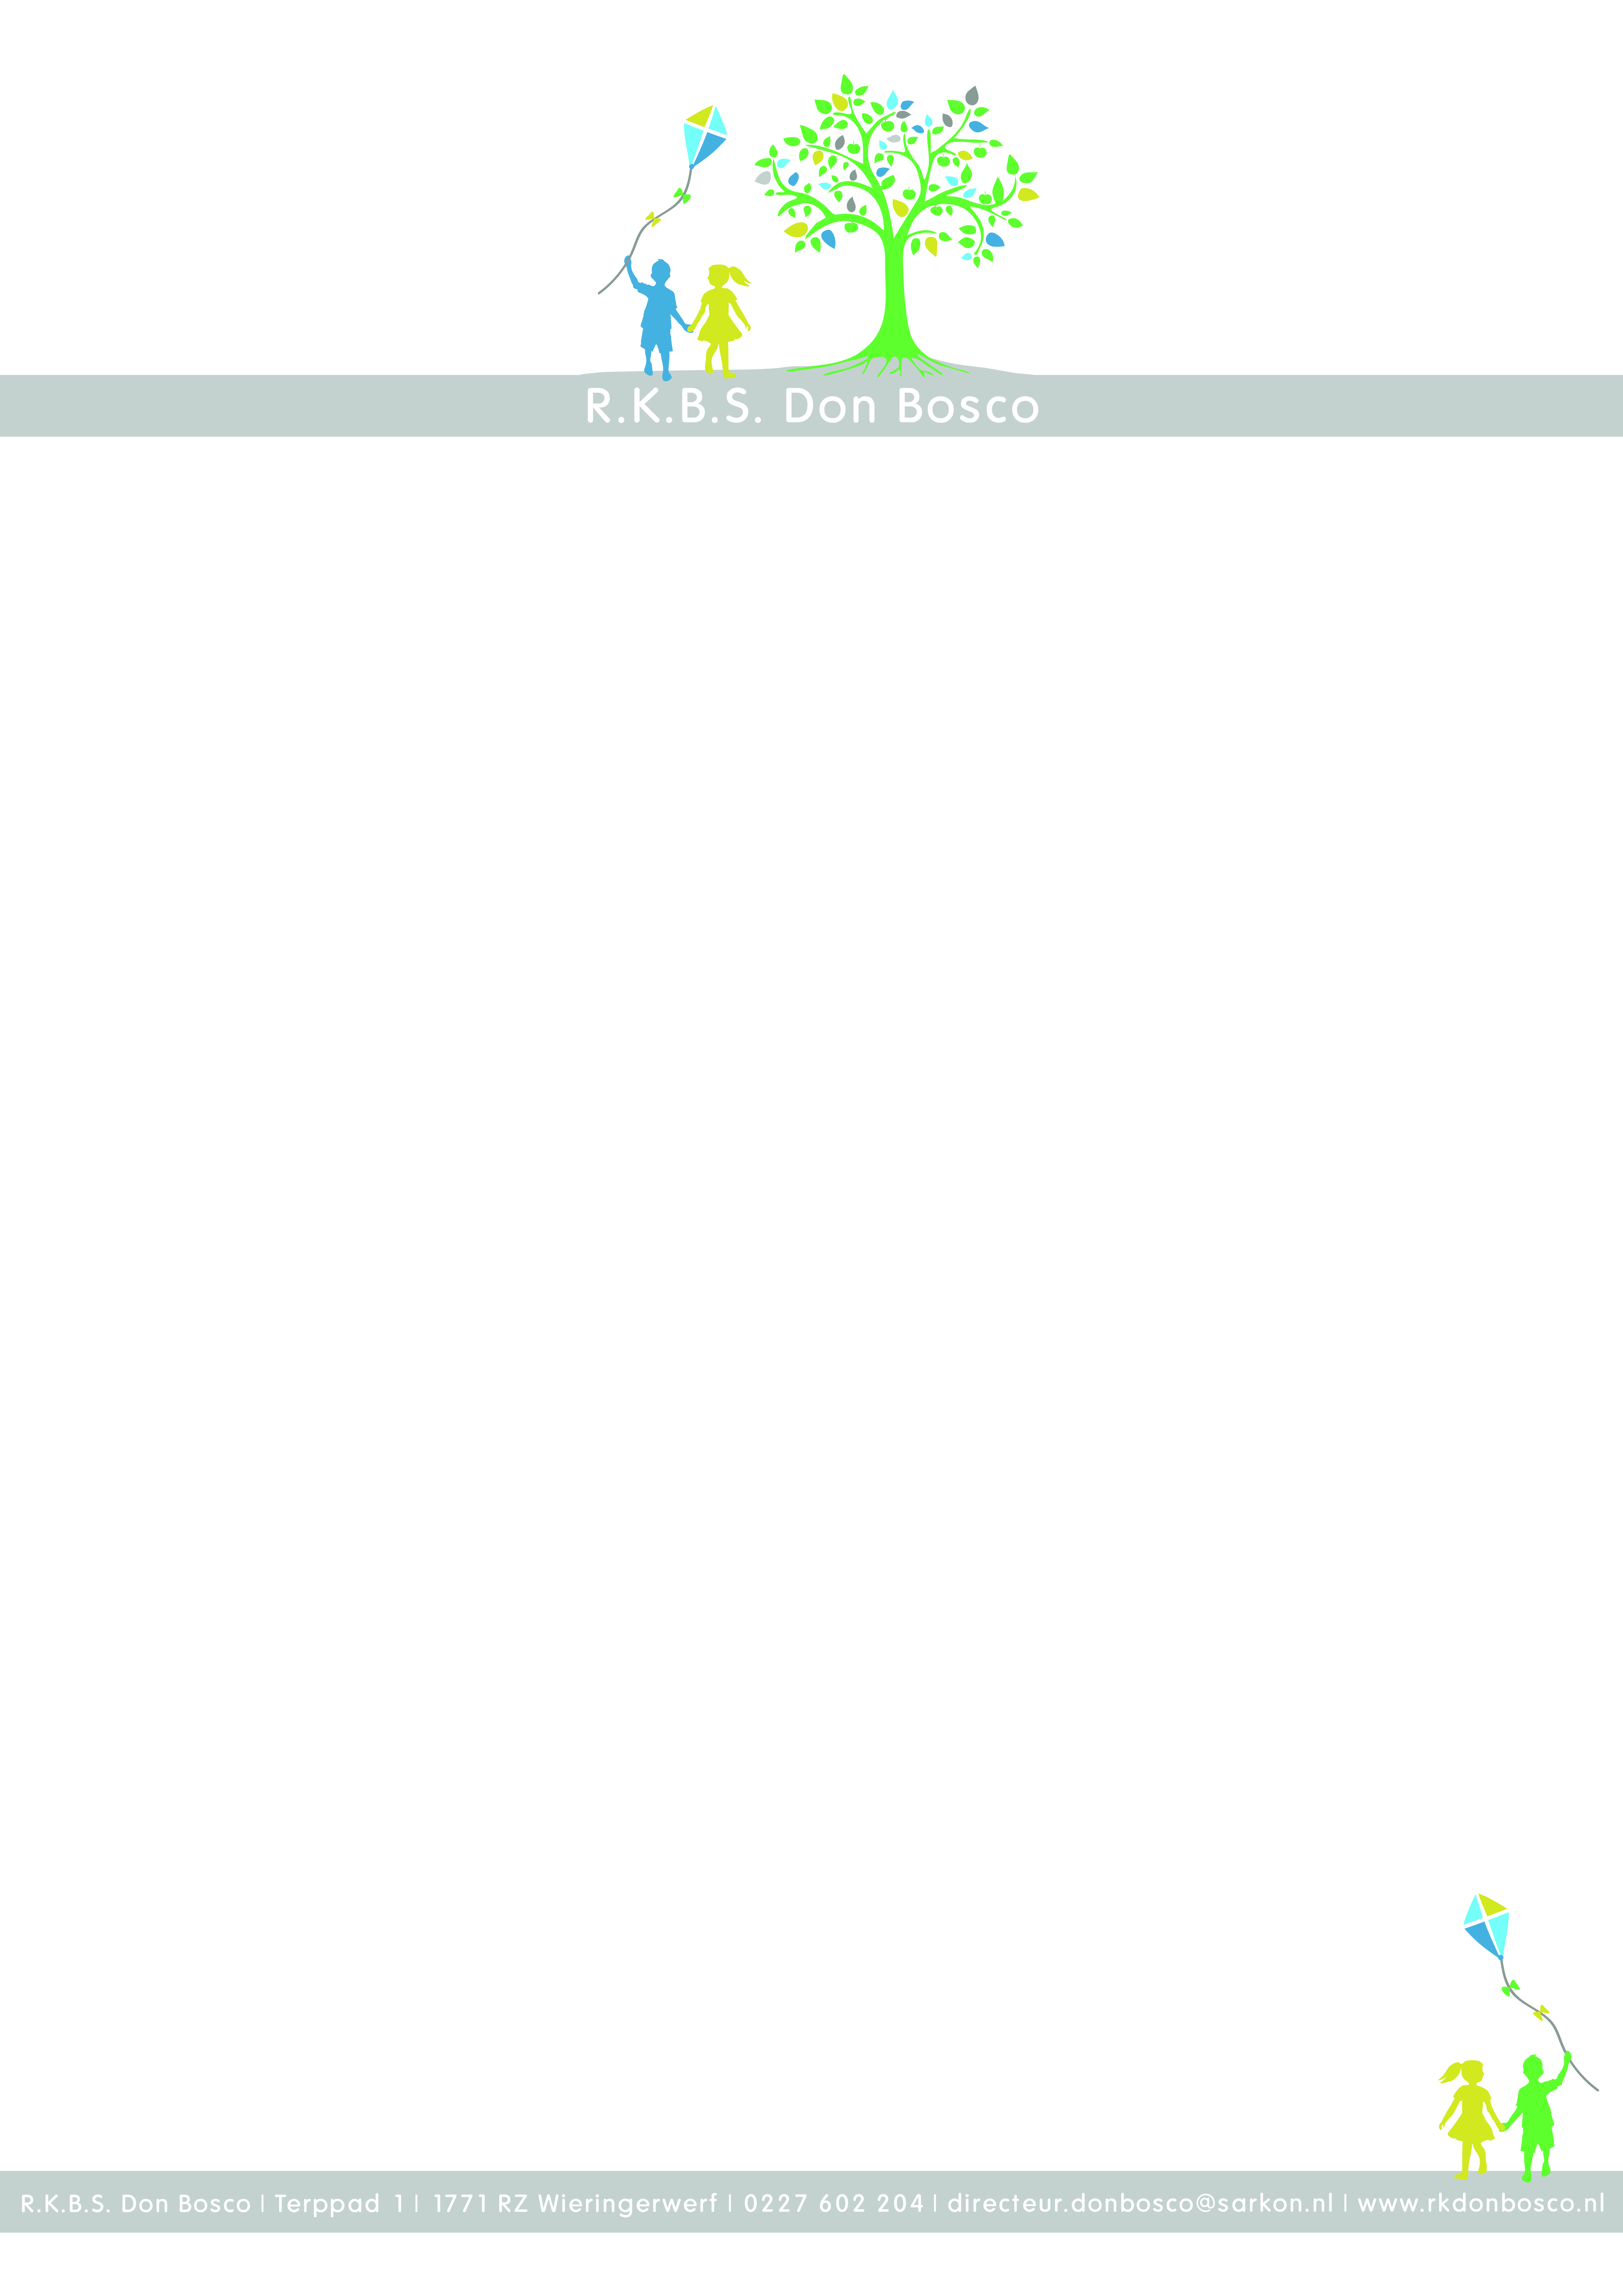 R.K.B.S. Don Bosco
R.K.B.S. Don Bosco | Terppad 1 | 1771 RZ Wieringerwerf | 0227 602 204 | directeur.donbosco@sarkon.nl | www.rkdonbosco.nl